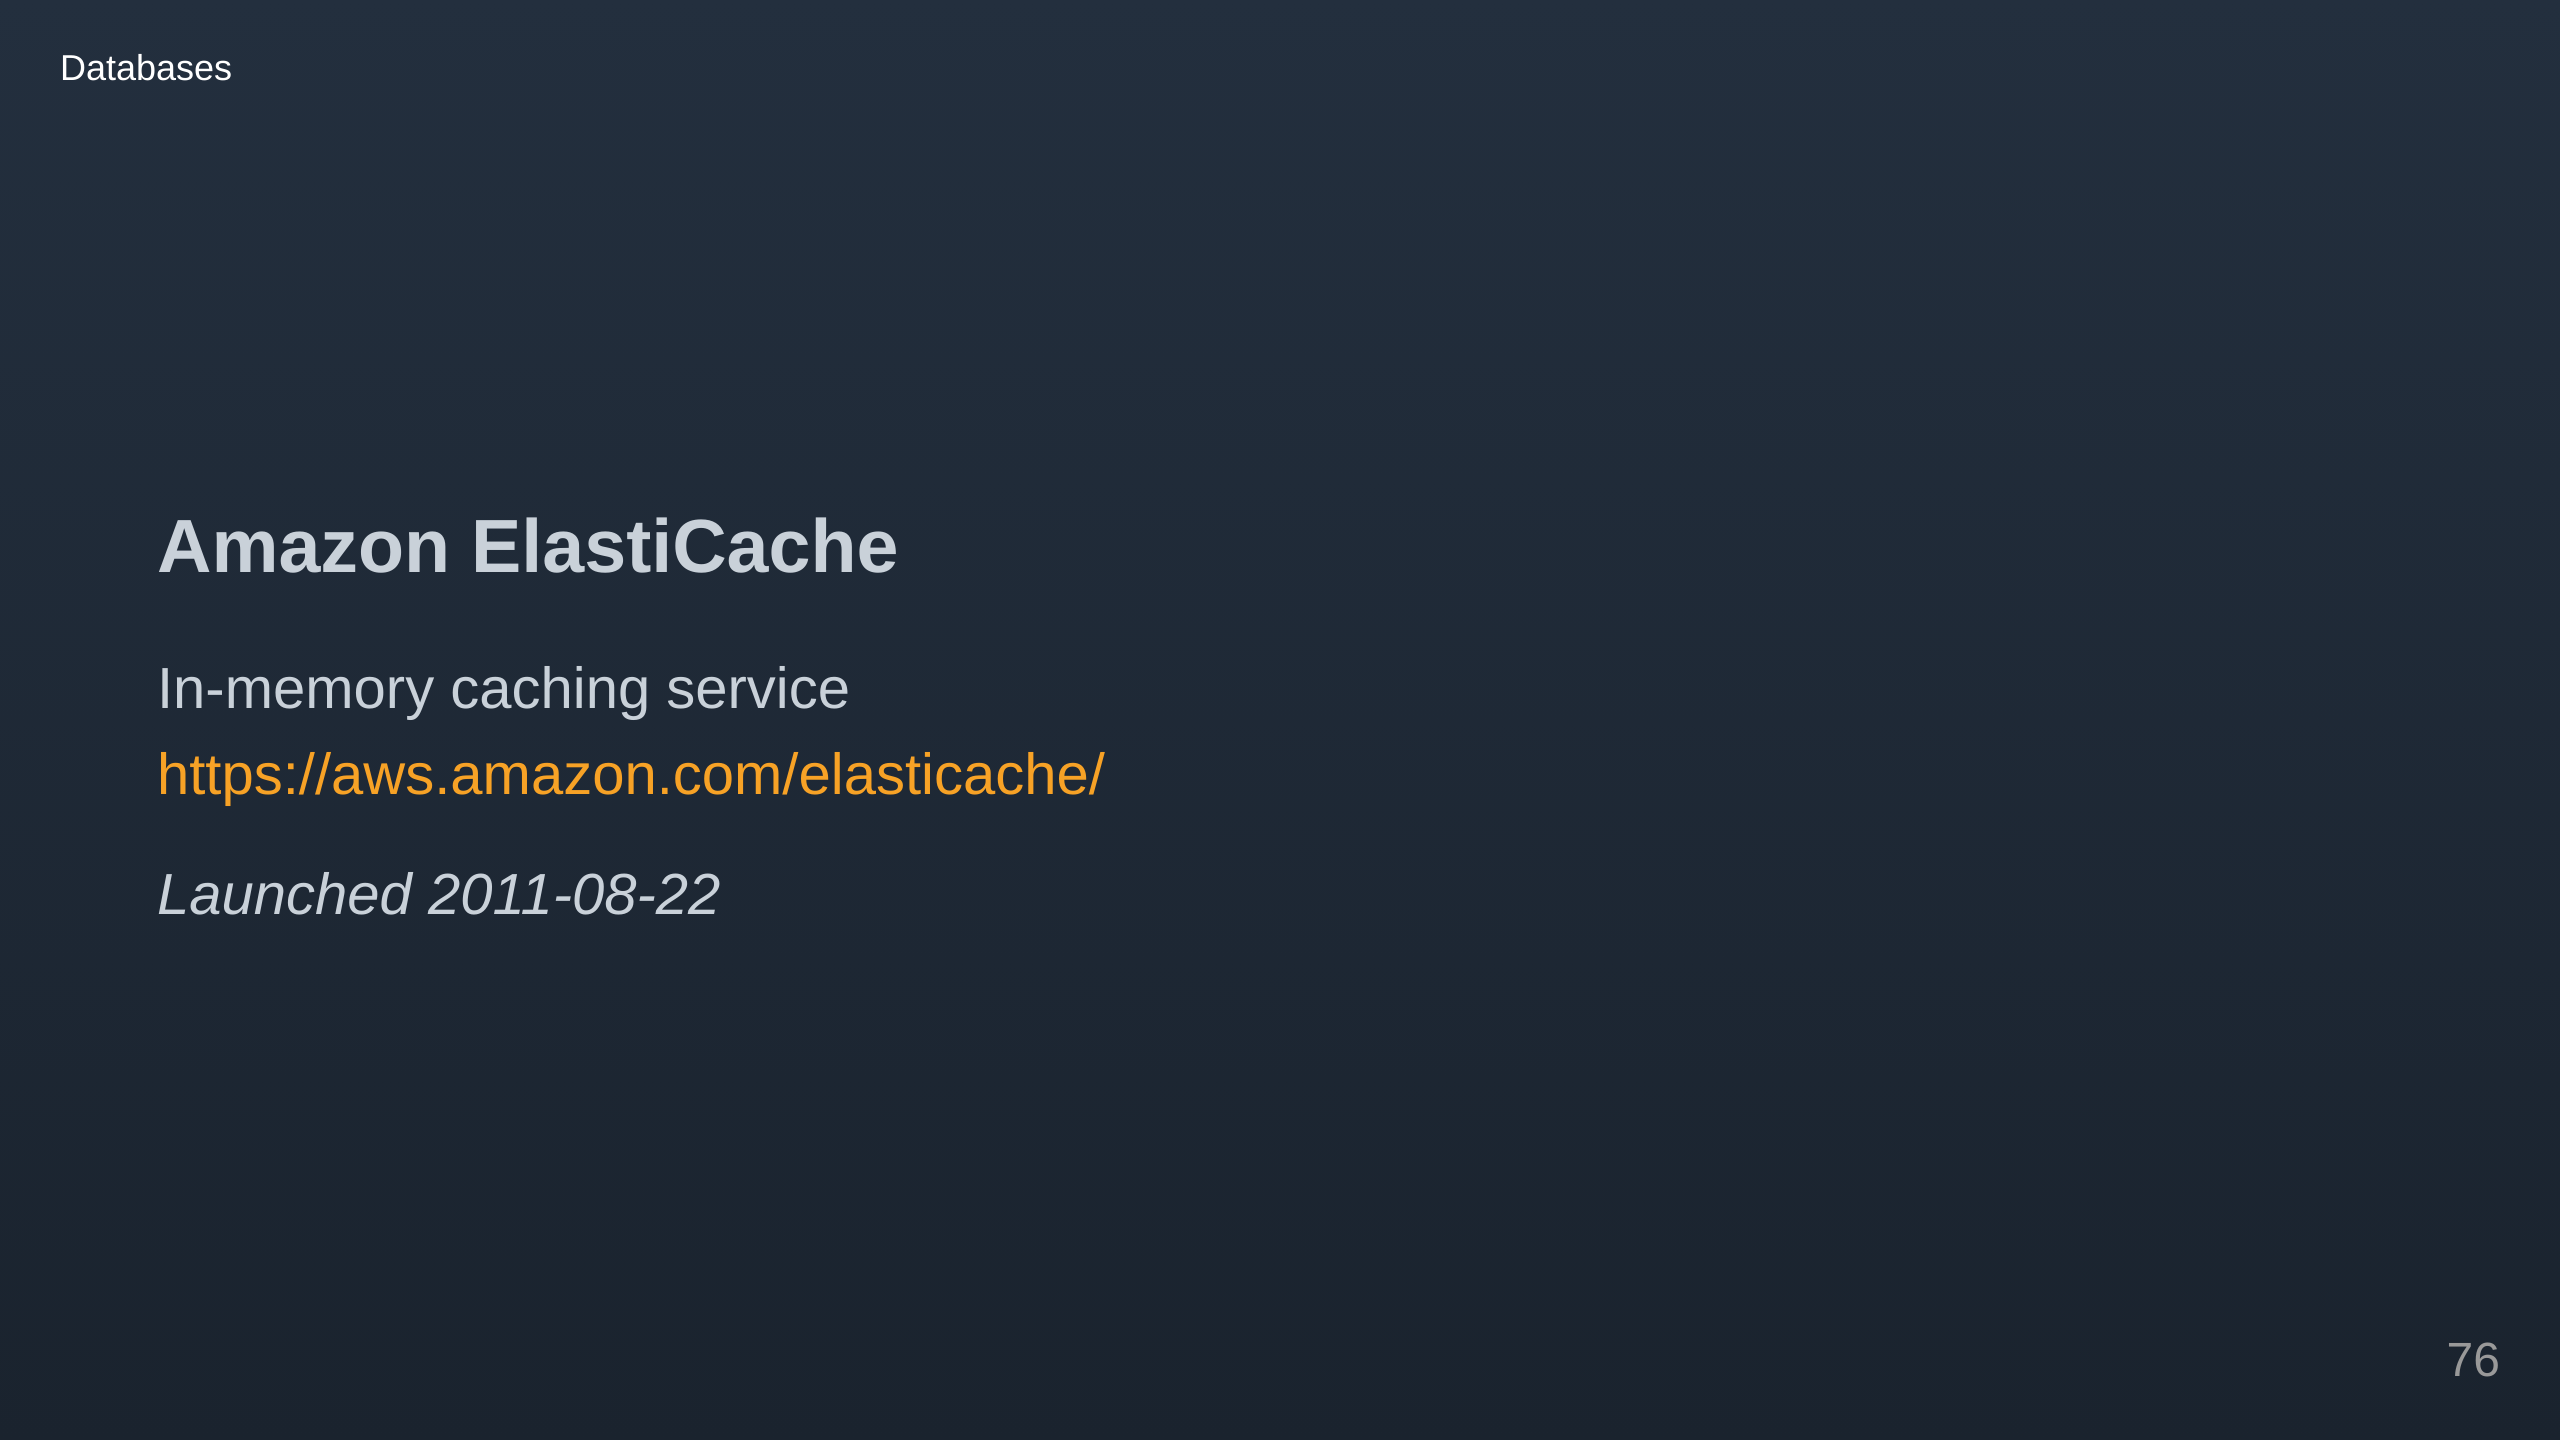 Databases
Amazon ElastiCache
In-memory caching service
https://aws.amazon.com/elasticache/
Launched 2011-08-22
76